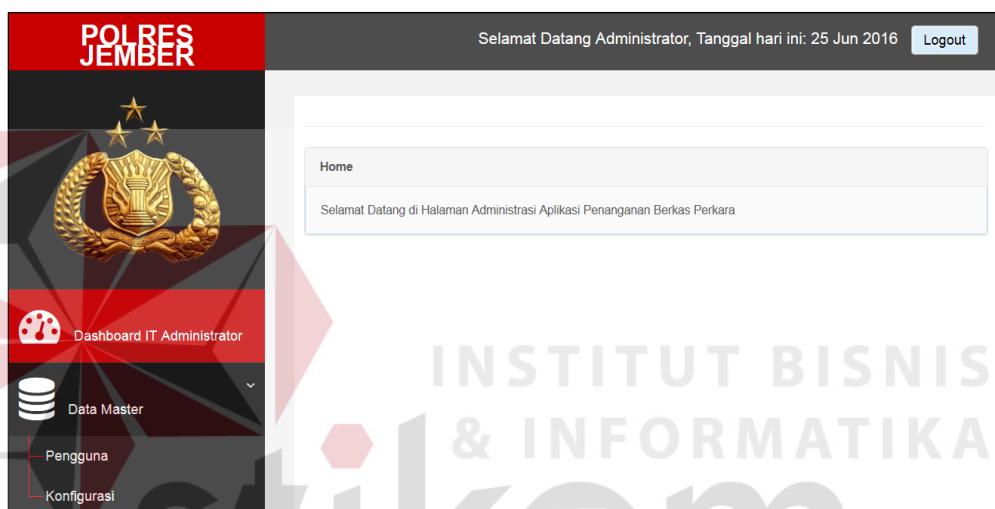 POLRES
JEMBER
Selamat Datang Administrator, Tanggal hari ini: 25 Jun 2016
Logout
Home
Selamat Datang di Halaman Administrasi Aplikasi Penanganan Berkas Perkara
Dashboard IT Administrator
Data Master
Pengguna
Konfigurasi
INSTITUT BISNIS
& INFORMATIKA
stikom